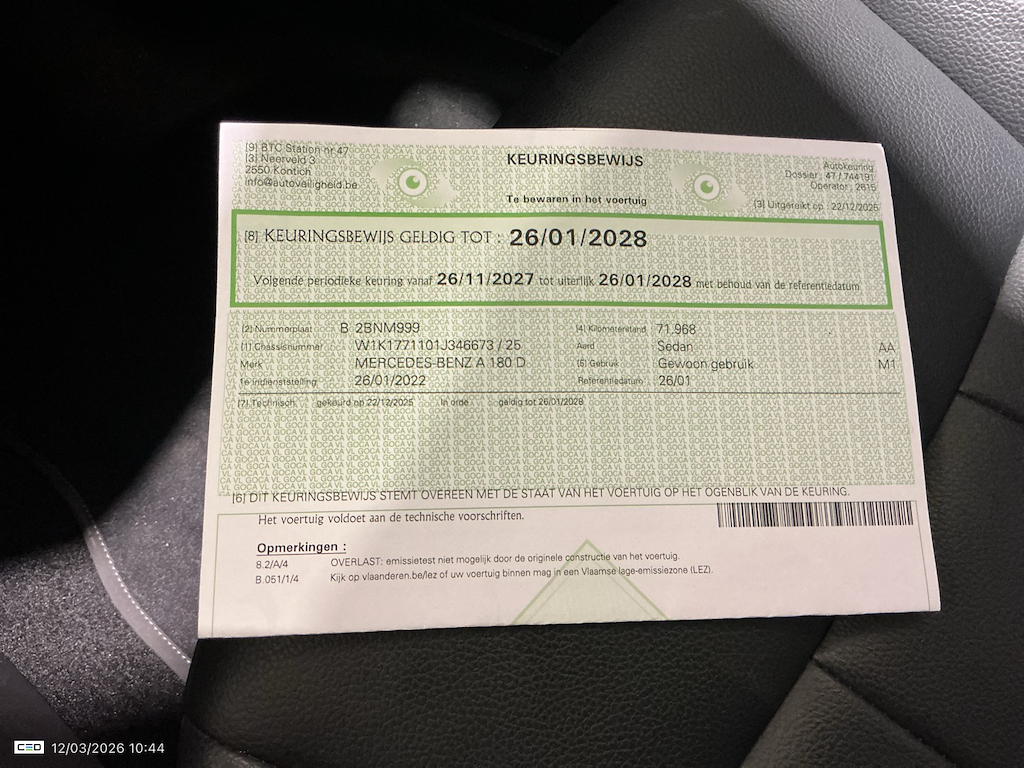 [9] BTC Station nr 47
[3] Neerveld 3
2550 Kontich
info@autoveiligheid.be
KEURINGSBEWIJS
Te bewaren in het voertuig
Autokeuring
Dossier : 47 / 744191
Operator : 2615
[3] Uitgereikt op : 22/12/2025
[8] KEURINGSBEWIJS GELDIG TOT : 26/01/2028
Volgende periodieke keuring vanaf 26/11/2027 tot uiterlijk 26/01/2028 met behoud van de referentiedatum
[2] Nummerplaat B 2BNM999 [4] Kilometerstand 71.968
[1] Chassisnummer W1K1771101J346673 / 25 Aard Sedan AA
Merk MERCEDES-BENZ A 180 D [5] Gebruik Gewoon gebruik M1
1e indienststelling 26/01/2022 Referentiedatum 26/01
[7] Technisch gekeurd op 22/12/2025 In orde geldig tot 26/01/2028
[6] DIT KEURINGSBEWIJS STEMT OVEREEN MET DE STAAT VAN HET VOERTUIG OP HET OGENBLIK VAN DE KEURING.
Het voertuig voldoet aan de technische voorschriften.
Opmerkingen :
8.2/A/4 OVERLAST: emissietest niet mogelijk door de originele constructie van het voertuig.
B.051/1/4 Kijk op vlaanderen.be/lez of uw voertuig binnen mag in een Vlaamse lage-emissiezone (LEZ).
CEO 12/03/2026 10:44